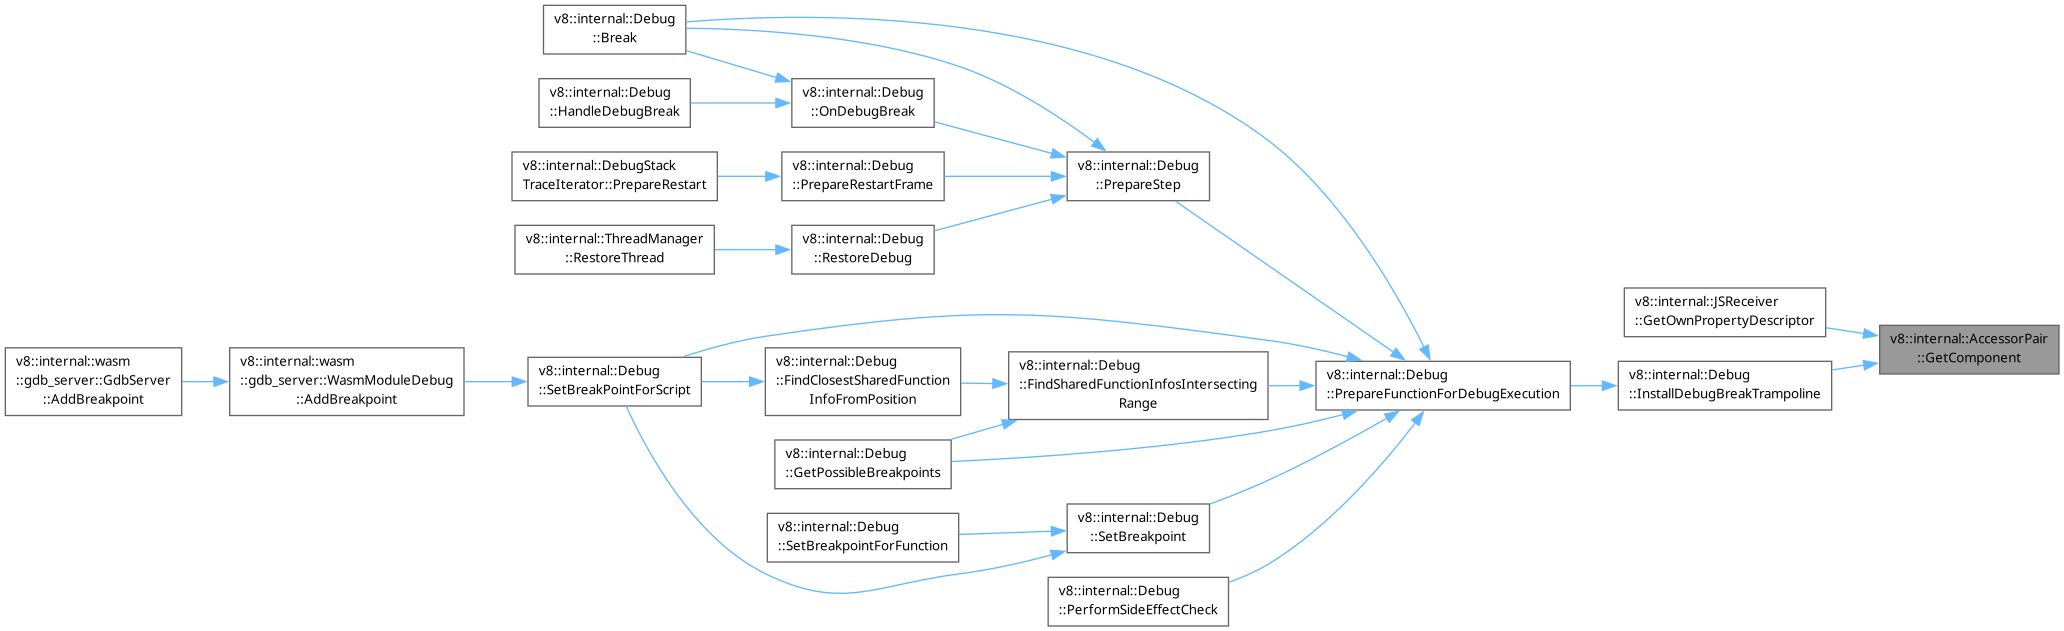 v8::internal::Debug
::Break
v8::internal::Debug
::HandleDebugBreak
v8::internal::Debug
::OnDebugBreak
v8::internal::DebugStack
TraceIterator::PrepareRestart
v8::internal::Debug
::PrepareRestartFrame
v8::internal::Debug
::PrepareStep
v8::internal::ThreadManager
::RestoreThread
v8::internal::Debug
::RestoreDebug
v8::internal::JSReceiver
::GetOwnPropertyDescriptor
v8::internal::AccessorPair
::GetComponent
v8::internal::wasm
::gdb_server::GdbServer
::AddBreakpoint
v8::internal::wasm
::gdb_server::WasmModuleDebug
::AddBreakpoint
v8::internal::Debug
::SetBreakPointForScript
v8::internal::Debug
::FindClosestSharedFunction
InfoFromPosition
v8::internal::Debug
::FindSharedFunctionInfosIntersecting
Range
v8::internal::Debug
::PrepareFunctionForDebugExecution
v8::internal::Debug
::InstallDebugBreakTrampoline
v8::internal::Debug
::GetPossibleBreakpoints
v8::internal::Debug
::SetBreakpointForFunction
v8::internal::Debug
::SetBreakpoint
v8::internal::Debug
::PerformSideEffectCheck